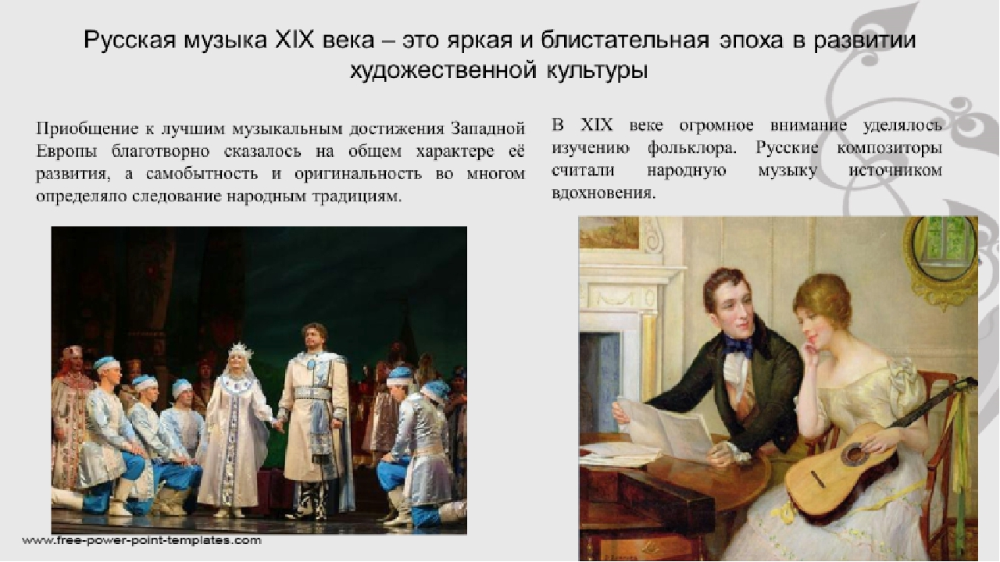 Русская музыка XIX века – это яркая и блистательная эпоха в развитии
художественной культуры
Приобщение к лучшим музыкальным достижения Западной
Европы благотворно сказалось на общем характере её
развития, а самобытность и оригинальность во многом
определяло следование народным традициям.
В XIX веке огромное внимание уделялось
изучению фольклора. Русские композиторы
считали народную музыку источником
вдохновения.
www.free-power-point-templates.com